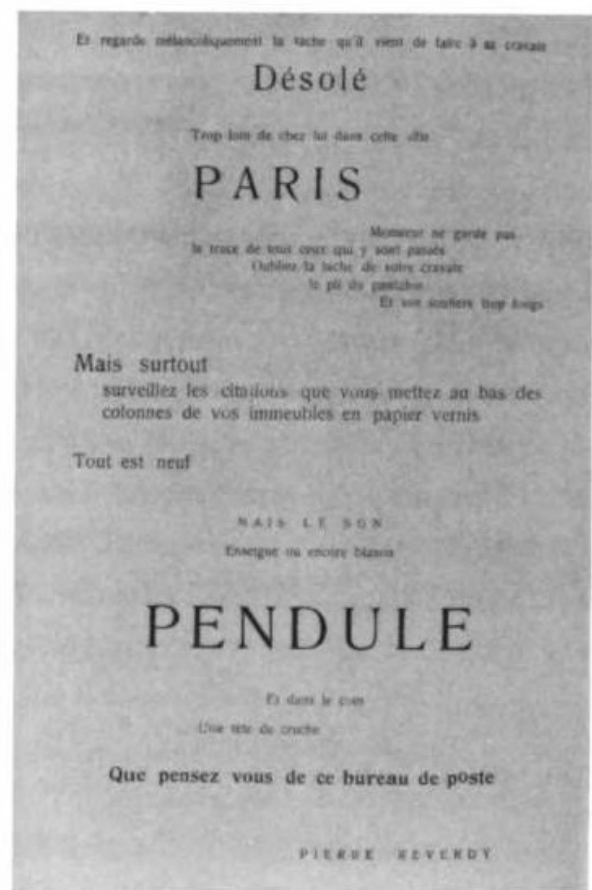 Et regarde mélancoliquement la tache qu'il vient de faire à sa cravate
Désolé
Trop loin de chez lui dans cette ville
PARIS
Monsieur ne garde pas
la trace de tous ceux qui y sont passés
Oubliez la tache de votre cravate
le pli du pantalon
Et vos souliers trop longs
Mais surtout
surveillez les citations que vous mettez au bas des
colonnes de vos immeubles en papier vernis
Tout est neuf
MAIS LE SON
Enseigne ou encore blason
PENDULE
Et dans le coin
Une tête de cruche
Que pensez vous de ce bureau de poste
PIERRE REVERDY